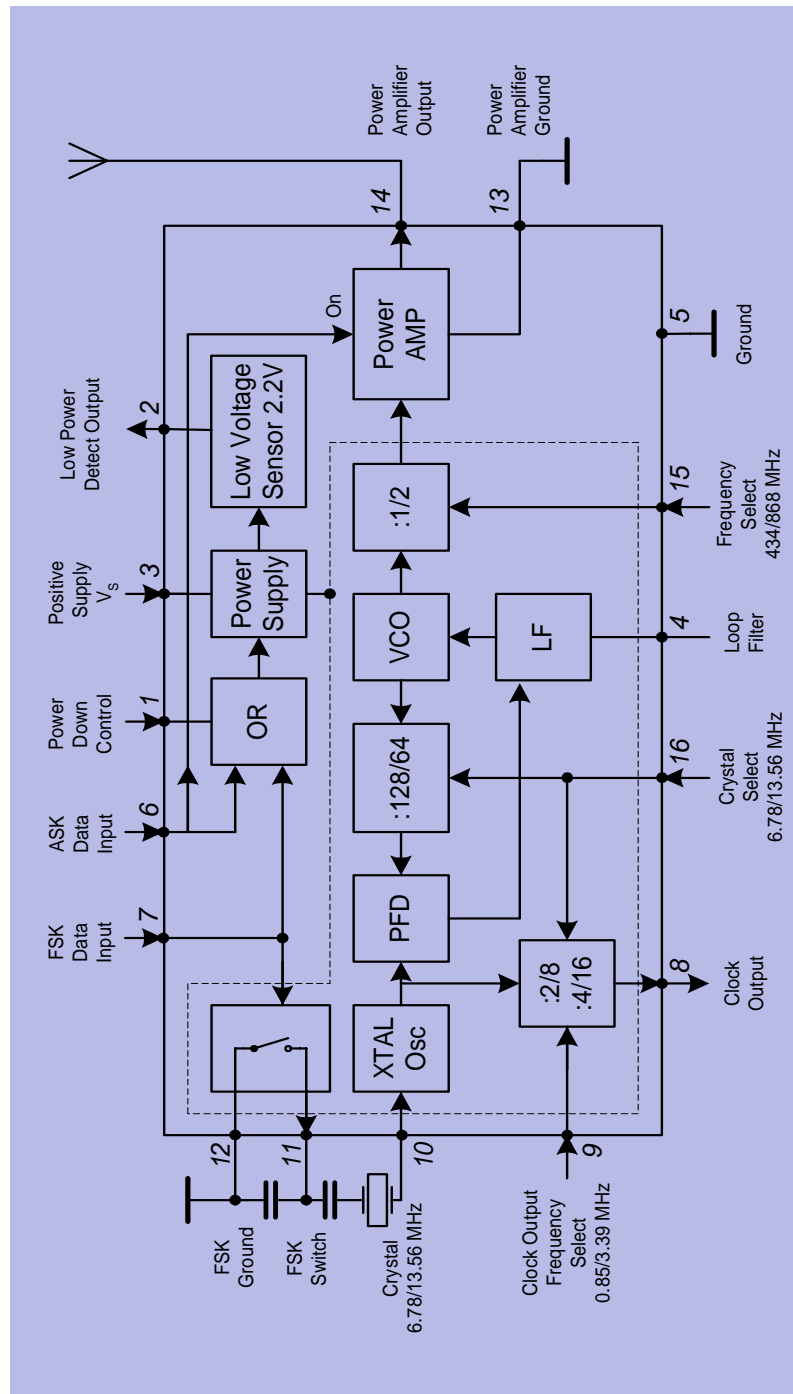 Power
Amplifier
Output
Power
Amplifier
Ground
14
13
On
Power
AMP
Low Voltage
Sensor 2.2V
2
Low Power
Detect Output
5
Ground
:1/2
15
Frequency
Select
434/868 MHz
Positive
Supply
VS
3
Power
Supply
VCO
LF
4
Loop
Filter
Power
Down
Control
1
OR
:128/64
16
Crystal
Select
6.78/13.56 MHz
ASK
Data
Input
6
FSK
Data
Input
7
PFD
:2/8
:4/16
8
Clock
Output
XTAL
Osc
12
11
10
9
FSK
Ground
FSK
Switch
Crystal
6.78/13.56 MHz
Clock Output
Frequency
Select
0.85/3.39 MHz